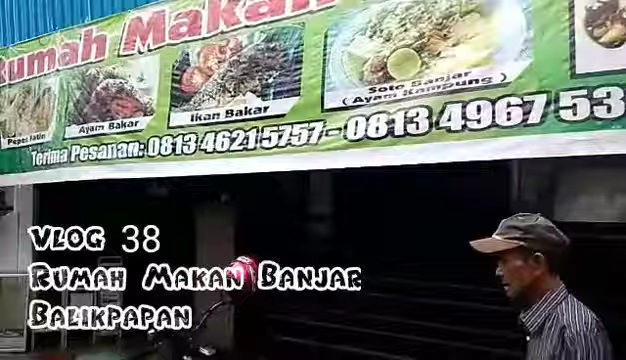 Rumah Makan
Pepes Patin
Ayam Bakar
Ikan Bakar
Soto Banjar
(Ayam Kampung)
Terima Pesanan: 0813 4621 5757 - 0813 4967 53
VLOG 38
RUMAH MAKAN BANJAR
BALIKPAPAN